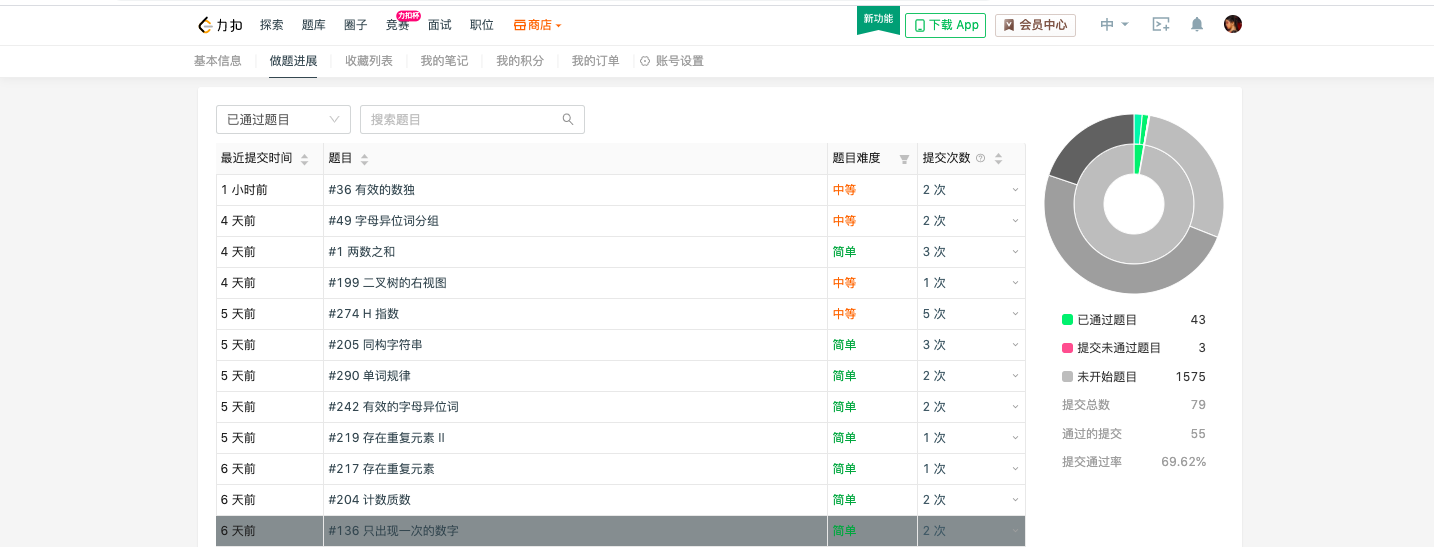 力扣 探索 题库 圈子 竞赛 力扣杯 面试 职位 商店 新功能 下载 App 会员中心 中
基本信息 做题进展 收藏列表 我的笔记 我的积分 我的订单 账号设置
已通过题目 搜索题目
最近提交时间 题目 题目难度 提交次数
1 小时前 #36 有效的数独 中等 2 次
4 天前 #49 字母异位词分组 中等 2 次
4 天前 #1 两数之和 简单 3 次
4 天前 #199 二叉树的右视图 中等 1 次
5 天前 #274 H 指数 中等 5 次
5 天前 #205 同构字符串 简单 3 次
5 天前 #290 单词规律 简单 2 次
5 天前 #242 有效的字母异位词 简单 2 次
5 天前 #219 存在重复元素 II 简单 1 次
6 天前 #217 存在重复元素 简单 1 次
6 天前 #204 计数质数 简单 2 次
6 天前 #136 只出现一次的数字 简单 2 次
已通过题目 43
提交未通过题目 3
未开始题目 1575
提交总数 79
通过的提交 55
提交通过率 69.62%